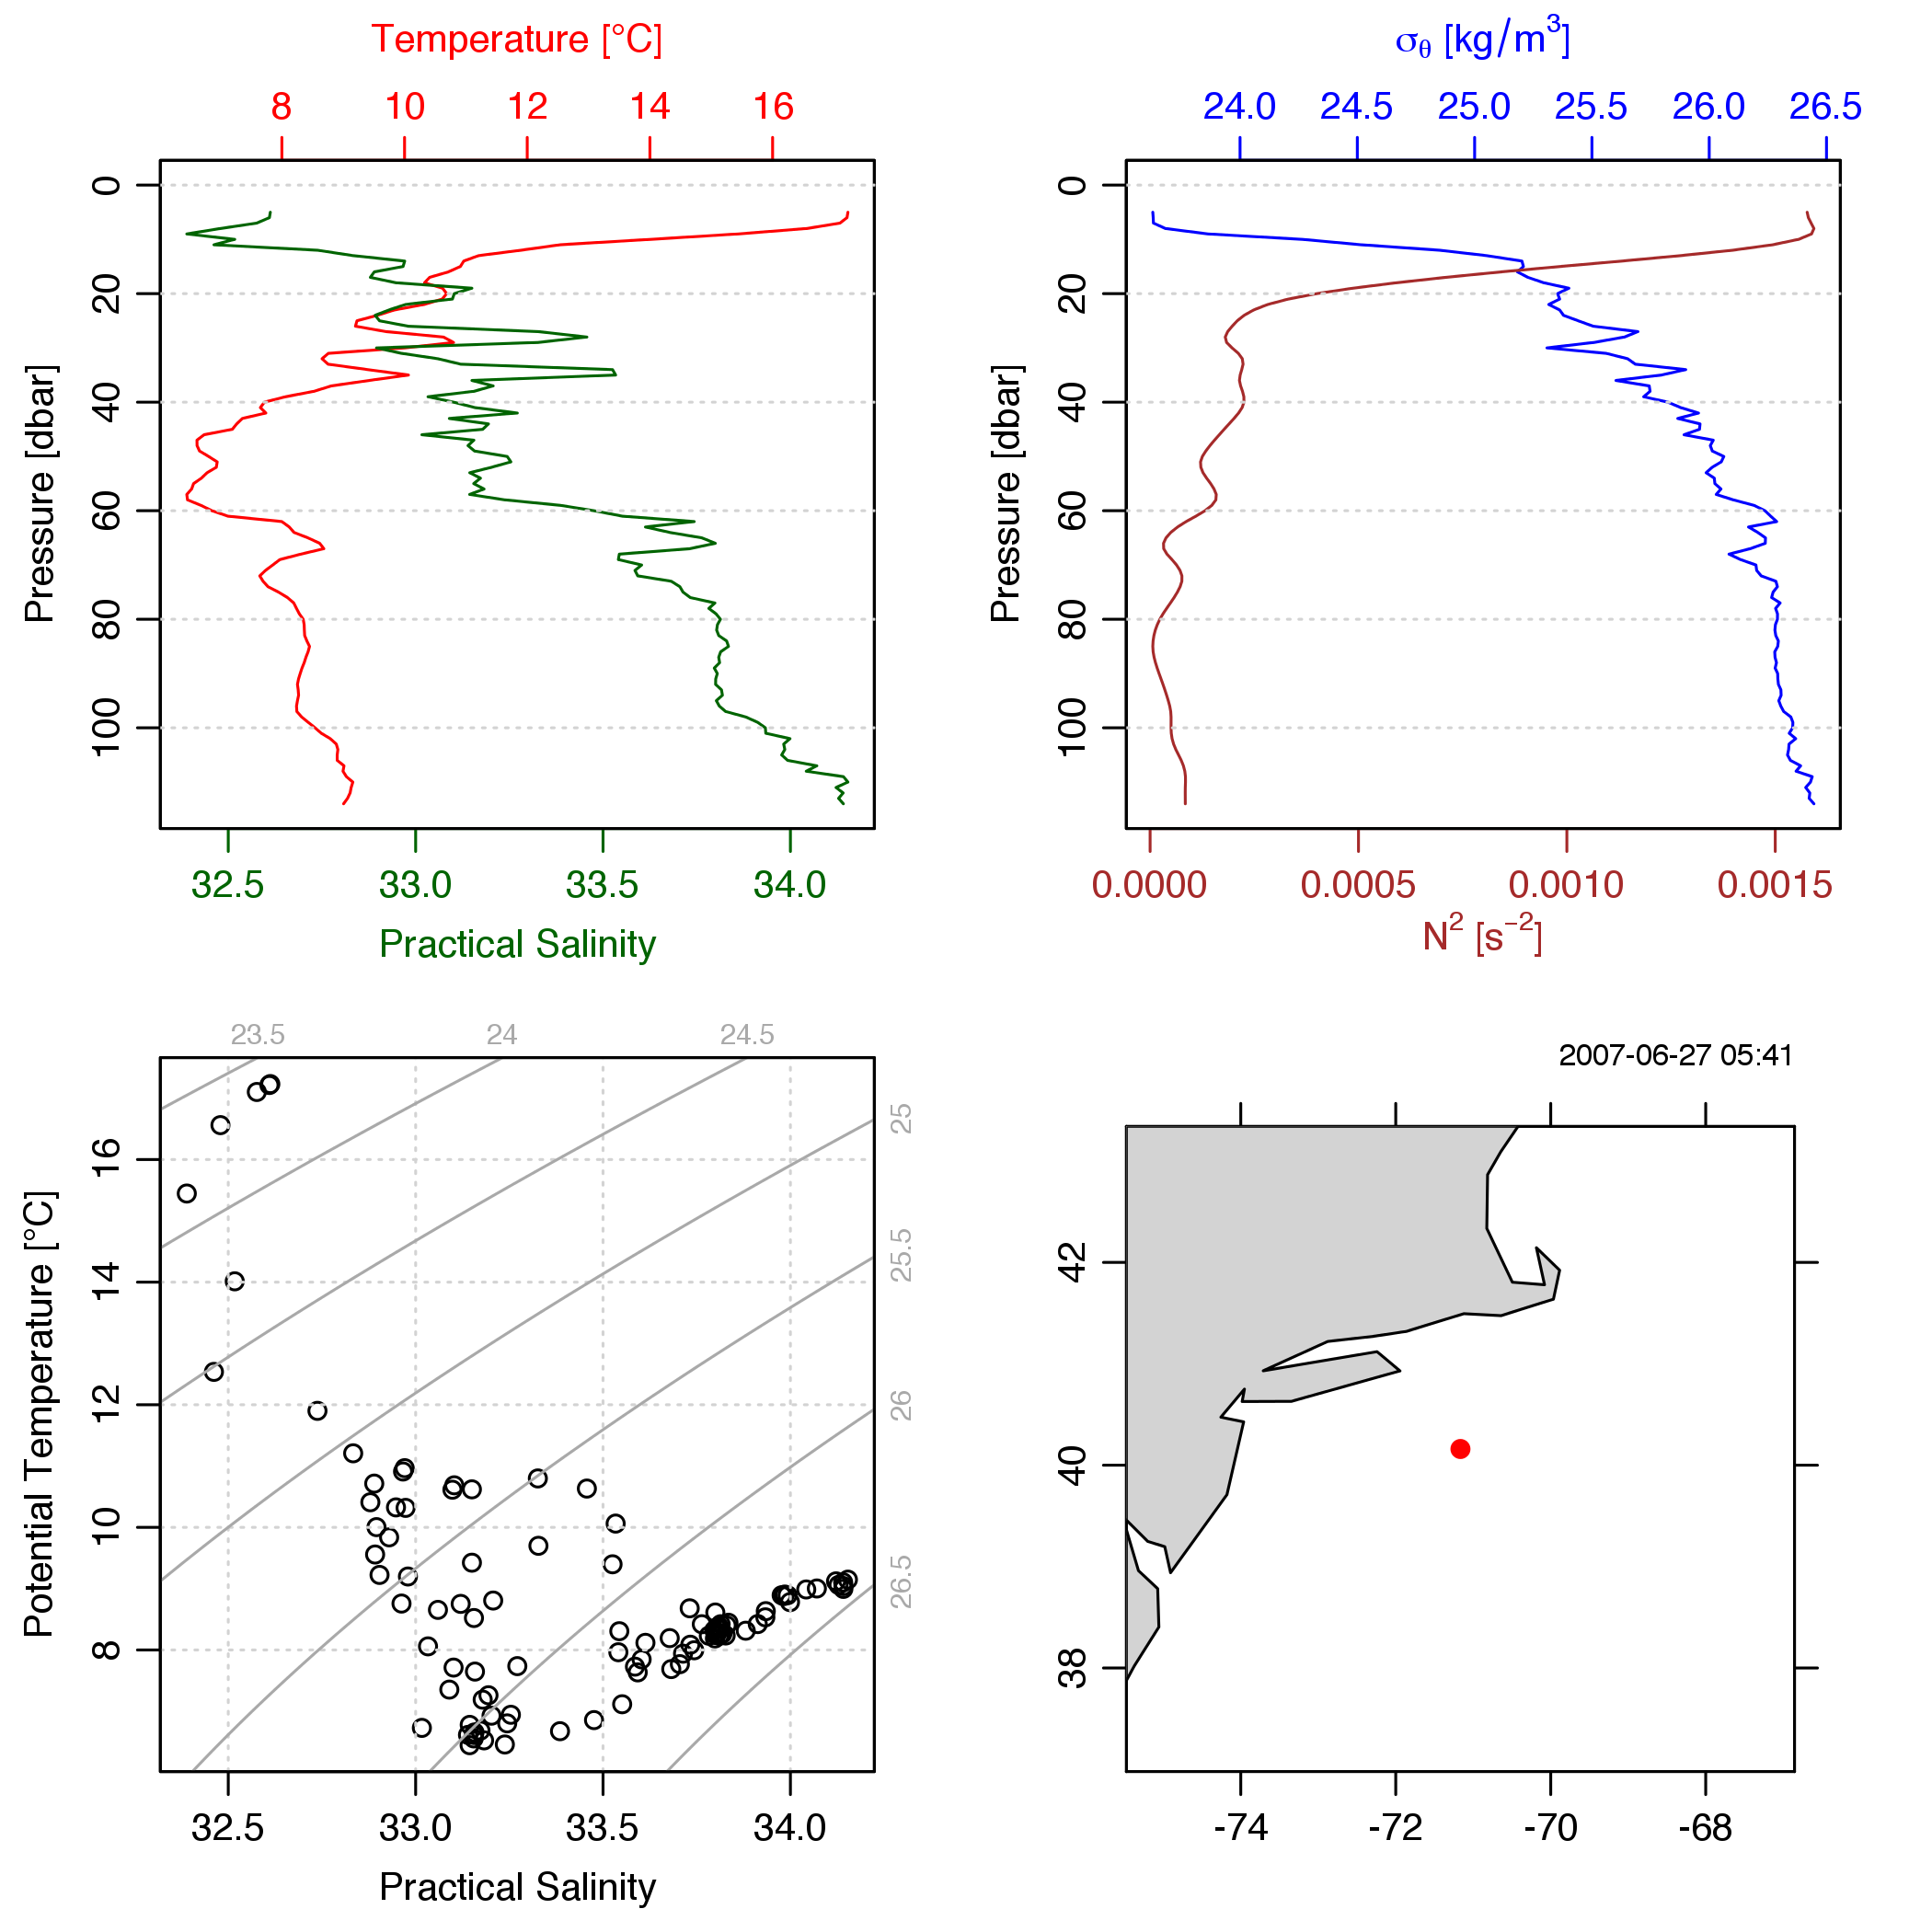 Temperature [°C]
8 10 12 14 16
0
20
40
60
80
100
Pressure [dbar]
32.5 33.0 33.5 34.0
Practical Salinity
σθ [kg/m³]
24.0 24.5 25.0 25.5 26.0 26.5
0
20
40
60
80
100
Pressure [dbar]
0.0000 0.0005 0.0010 0.0015
N² [s⁻²]
23.5 24 24.5
25
25.5
26
26.5
16
14
12
10
8
Potential Temperature [°C]
32.5 33.0 33.5 34.0
Practical Salinity
2007-06-27 05:41
42
40
38
-74 -72 -70 -68